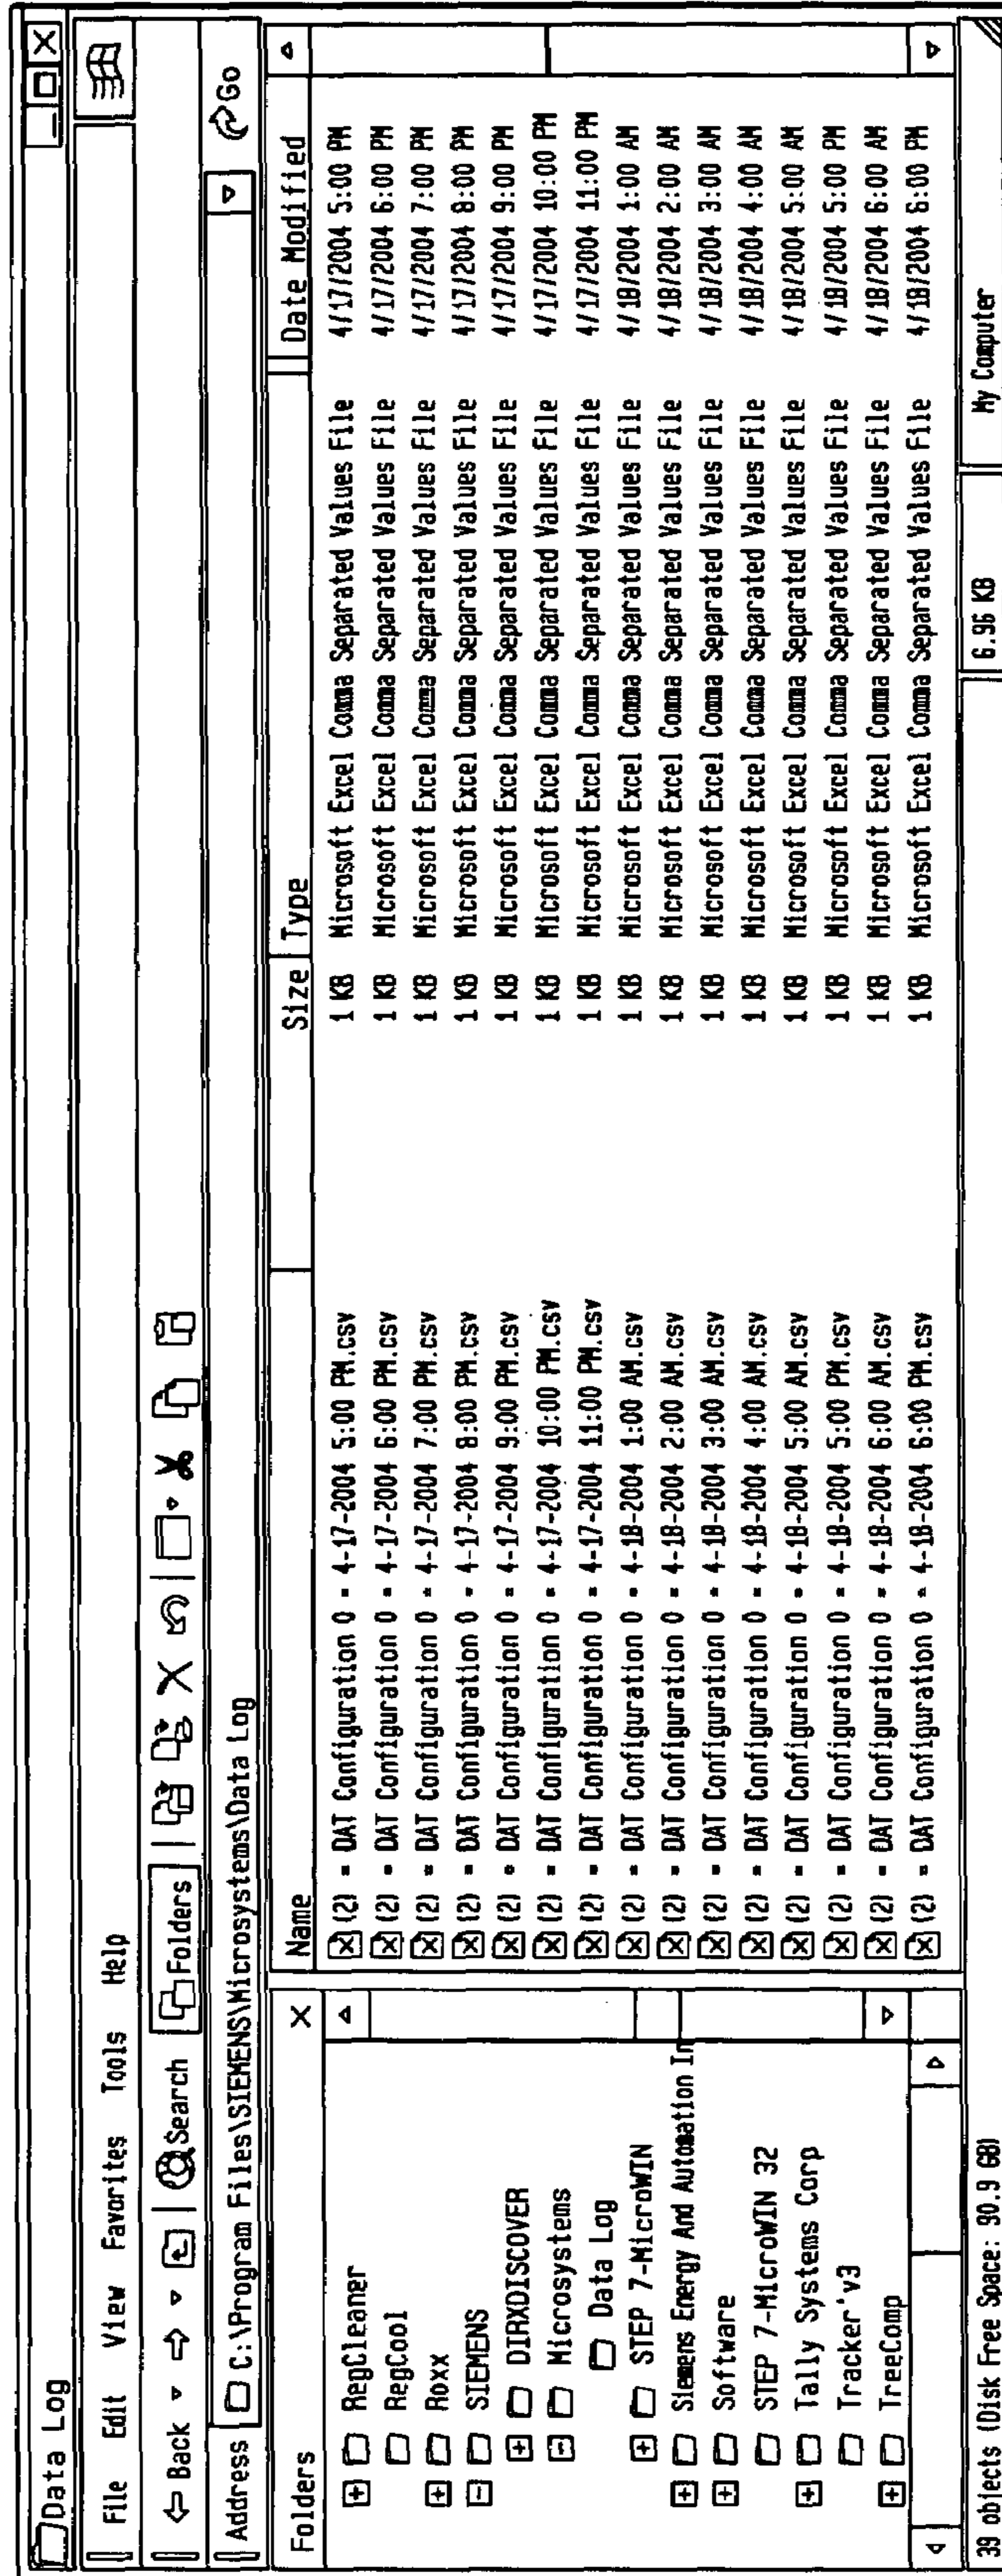 Data Log
File Edit View Favorites Tools Help
Back Search Folders
Address C:\Program Files\SIEMENS\Microsystems\Data Log Go
Folders X
RegCleaner
RegCool
Roxx
SIEMENS
DIRXDISCOVER
Microsystems
Data Log
STEP 7-MicroWIN
Siemens Energy And Automation In
Software
STEP 7-MicroWIN 32
Tally Systems Corp
Tracker'v3
TreeComp
Name Size Type Date Modified
(2) = DAT Configuration 0 = 4-17-2004 5:00 PM.csv 1 KB Microsoft Excel Comma Separated Values File 4/17/2004 5:00 PM
(2) = DAT Configuration 0 = 4-17-2004 6:00 PM.csv 1 KB Microsoft Excel Comma Separated Values File 4/17/2004 6:00 PM
(2) = DAT Configuration 0 = 4-17-2004 7:00 PM.csv 1 KB Microsoft Excel Comma Separated Values File 4/17/2004 7:00 PM
(2) = DAT Configuration 0 = 4-17-2004 8:00 PM.csv 1 KB Microsoft Excel Comma Separated Values File 4/17/2004 8:00 PM
(2) = DAT Configuration 0 = 4-17-2004 9:00 PM.csv 1 KB Microsoft Excel Comma Separated Values File 4/17/2004 9:00 PM
(2) = DAT Configuration 0 = 4-17-2004 10:00 PM.csv 1 KB Microsoft Excel Comma Separated Values File 4/17/2004 10:00 PM
(2) = DAT Configuration 0 = 4-17-2004 11:00 PM.csv 1 KB Microsoft Excel Comma Separated Values File 4/17/2004 11:00 PM
(2) = DAT Configuration 0 = 4-18-2004 1:00 AM.csv 1 KB Microsoft Excel Comma Separated Values File 4/18/2004 1:00 AM
(2) = DAT Configuration 0 = 4-18-2004 2:00 AM.csv 1 KB Microsoft Excel Comma Separated Values File 4/18/2004 2:00 AM
(2) = DAT Configuration 0 = 4-18-2004 3:00 AM.csv 1 KB Microsoft Excel Comma Separated Values File 4/18/2004 3:00 AM
(2) = DAT Configuration 0 = 4-18-2004 4:00 AM.csv 1 KB Microsoft Excel Comma Separated Values File 4/18/2004 4:00 AM
(2) = DAT Configuration 0 = 4-18-2004 5:00 AM.csv 1 KB Microsoft Excel Comma Separated Values File 4/18/2004 5:00 AM
(2) = DAT Configuration 0 = 4-18-2004 5:00 PM.csv 1 KB Microsoft Excel Comma Separated Values File 4/18/2004 5:00 PM
(2) = DAT Configuration 0 = 4-18-2004 6:00 AM.csv 1 KB Microsoft Excel Comma Separated Values File 4/18/2004 6:00 AM
(2) = DAT Configuration 0 = 4-18-2004 6:00 PM.csv 1 KB Microsoft Excel Comma Separated Values File 4/18/2004 6:00 PM
39 objects (Disk Free Space: 30.9 GB) 6.96 KB My Computer